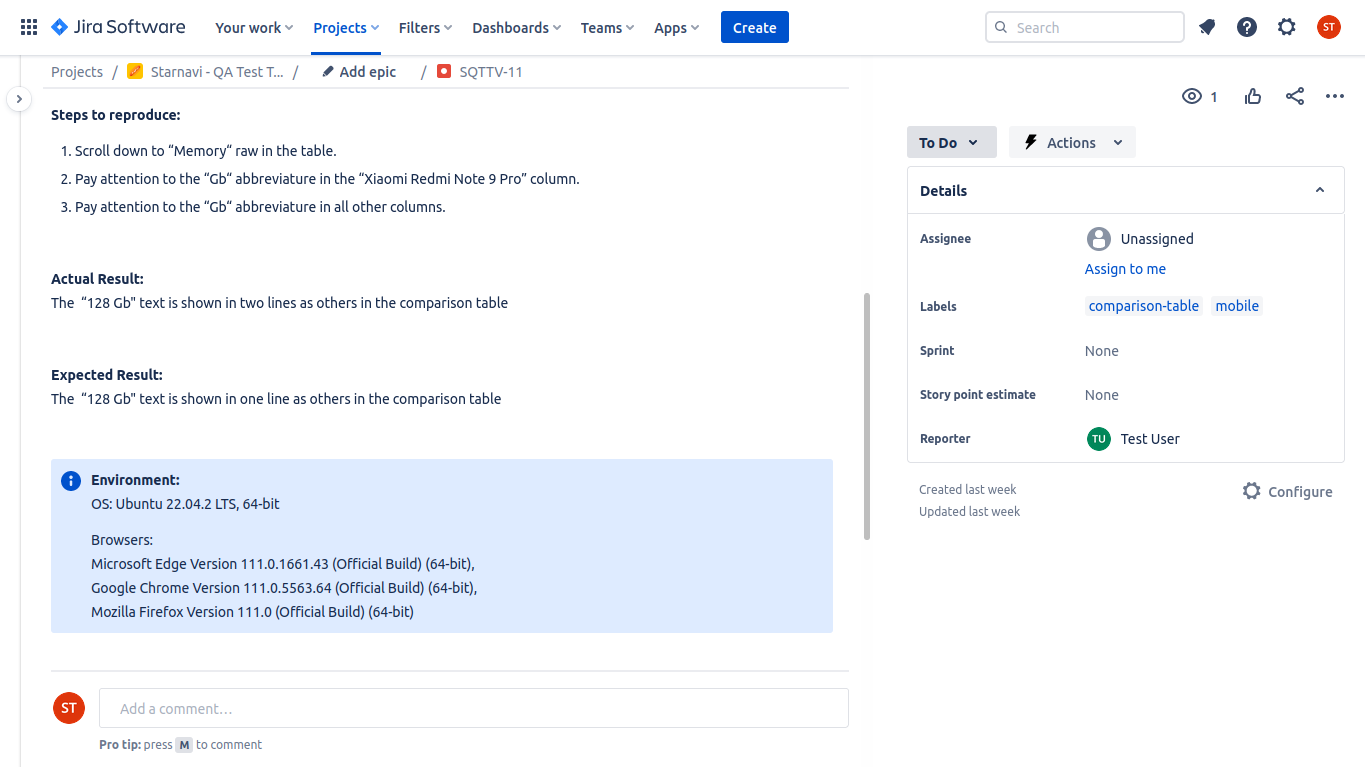 Jira Software
Your work Projects Filters Dashboards Teams Apps Create
Search
ST
Projects / Starnavi - QA Test T... / Add epic / SQTTV-11
1
Steps to reproduce:
1. Scroll down to “Memory“ raw in the table.
2. Pay attention to the “Gb“ abbreviature in the “Xiaomi Redmi Note 9 Pro” column.
3. Pay attention to the “Gb“ abbreviature in all other columns.
Actual Result:
The “128 Gb" text is shown in two lines as others in the comparison table
Expected Result:
The “128 Gb" text is shown in one line as others in the comparison table
Environment:
OS: Ubuntu 22.04.2 LTS, 64-bit
Browsers:
Microsoft Edge Version 111.0.1661.43 (Official Build) (64-bit),
Google Chrome Version 111.0.5563.64 (Official Build) (64-bit),
Mozilla Firefox Version 111.0 (Official Build) (64-bit)
ST
Add a comment…
Pro tip: press M to comment
To Do
Actions
Details
Assignee
Unassigned
Assign to me
Labels
comparison-table mobile
Sprint
None
Story point estimate
None
Reporter
TU Test User
Created last week
Configure
Updated last week